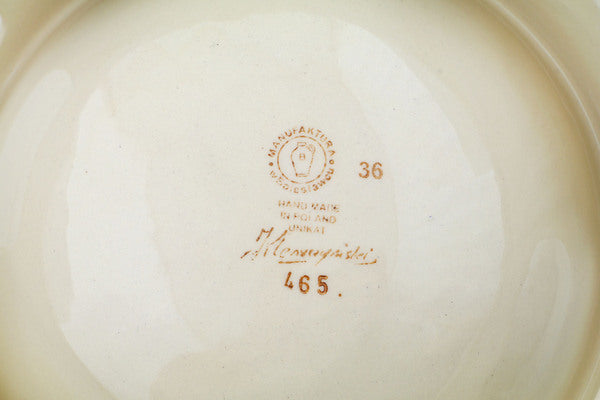 MANUFAKTURA
W BOLESŁAWCU
36
HAND MADE
IN POLAND
UNIKAT
465.